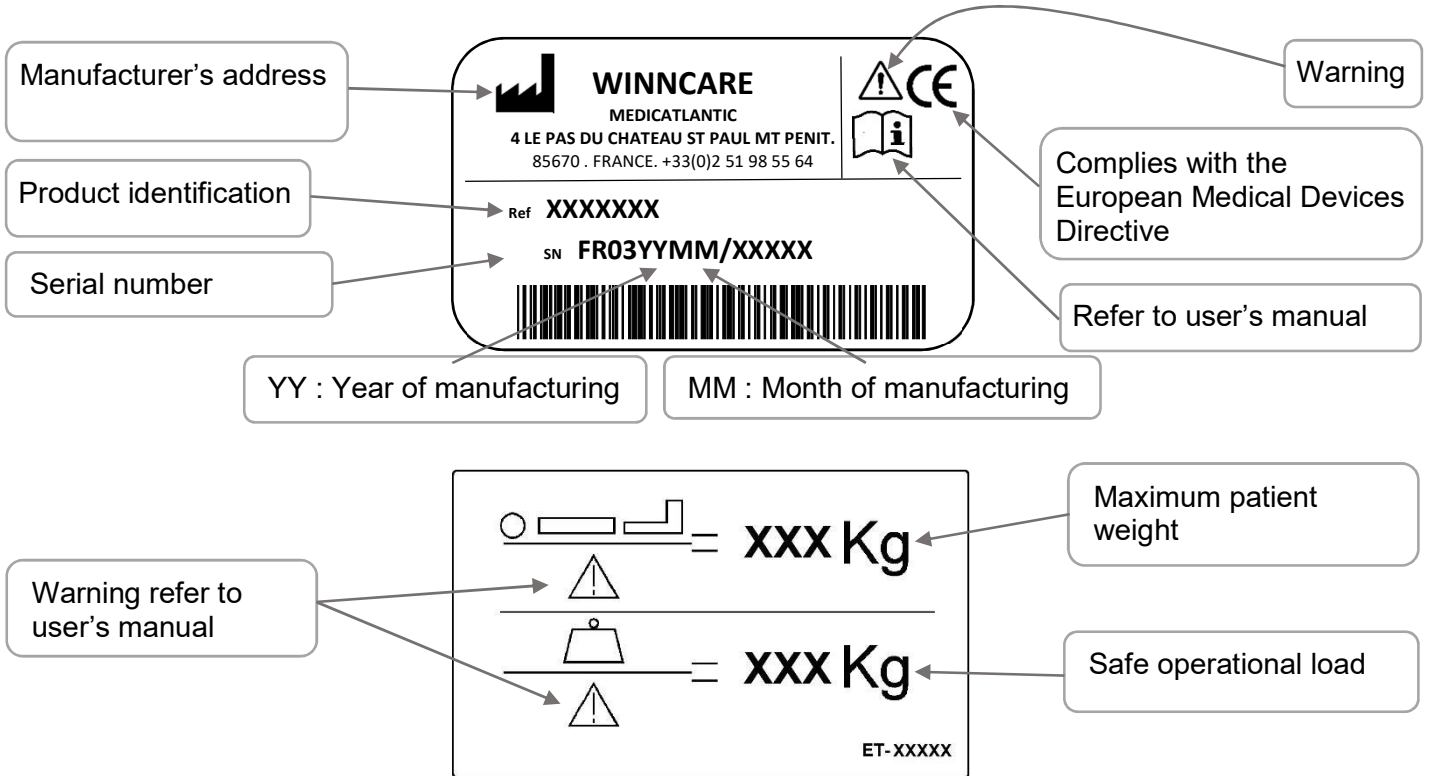 Manufacturer's address
WINNCARE
MEDICATLANTIC
4 LE PAS DU CHATEAU ST PAUL MT PENIT.
85670 . FRANCE. +33(0)2 51 98 55 64
CE
i
Warning
Complies with the
European Medical Devices
Directive
Product identification
Ref XXXXXXX
Serial number
SN FR03YYMM/XXXXX
Refer to user's manual
YY : Year of manufacturing
MM : Month of manufacturing
Maximum patient
weight
= XXX Kg
Warning refer to
user's manual
= XXX Kg
Safe operational load
ET-XXXXX